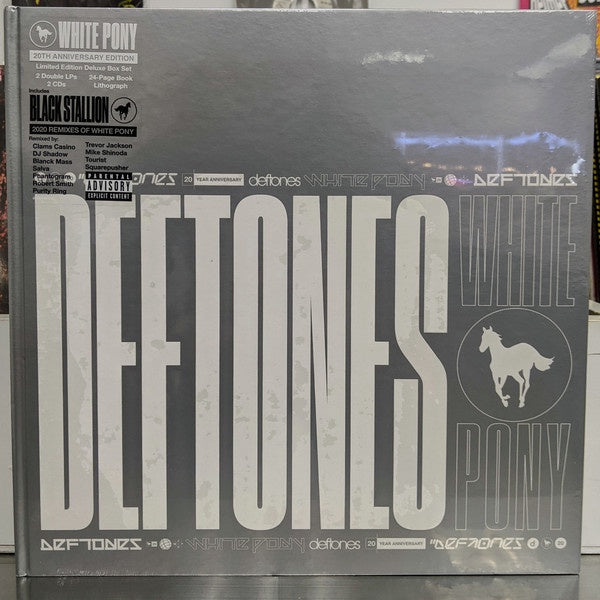 WHITE PONY
20TH ANNIVERSARY EDITION
Limited Edition Deluxe Box Set
2 Double LPs 24-Page Book
2 CDs Lithograph
Includes
BLACK STALLION
2020 REMIXES OF WHITE PONY
Remixed by:
Clams Casino Trevor Jackson
DJ Shadow Mike Shinoda
Blanck Mass Tourist
Salva Squarepusher
Phantogram
Robert Smith
Purity Ring
PARENTAL
ADVISORY
EXPLICIT CONTENT
DEFTONES 20 YEAR ANNIVERSARY deftones WHITE PONY DEFTONES
DEFTONES
WHITE
PONY
DEFTONES WHITE PONY deftones 20 YEAR ANNIVERSARY "DEFTONES